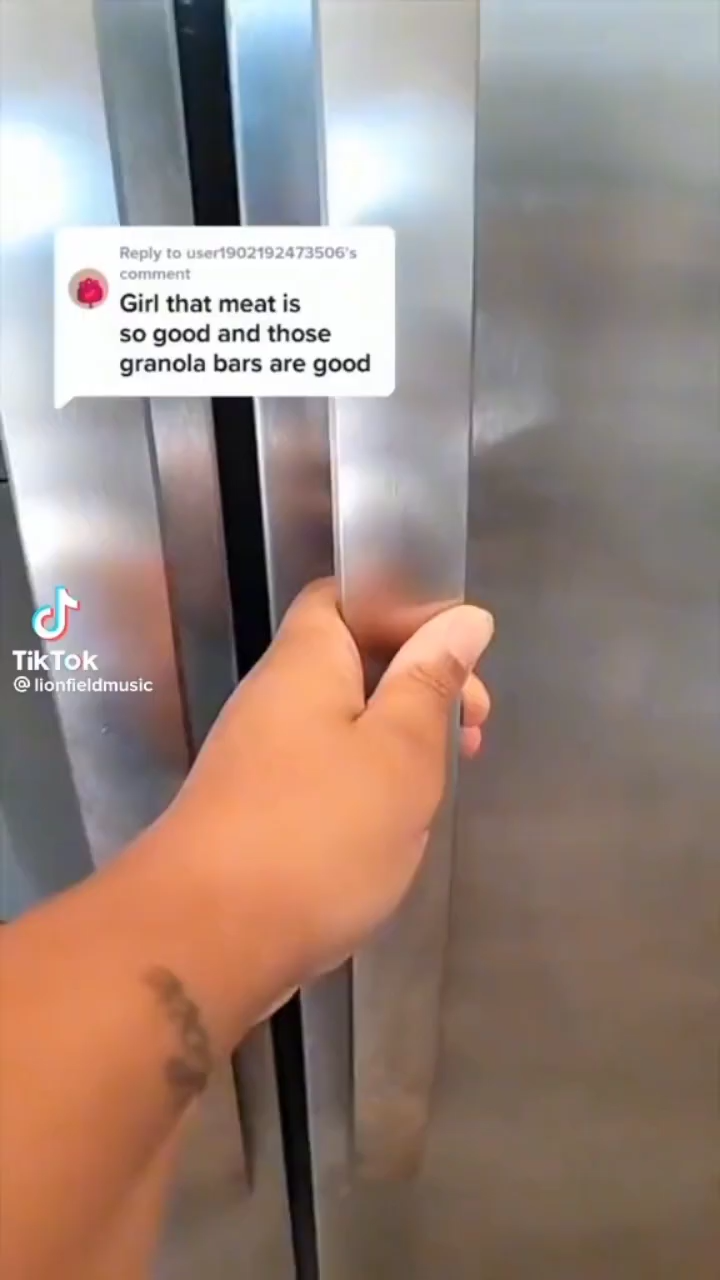 Reply to user1902192473506's
comment
Girl that meat is
so good and those
granola bars are good
TikTok
@lionfieldmusic